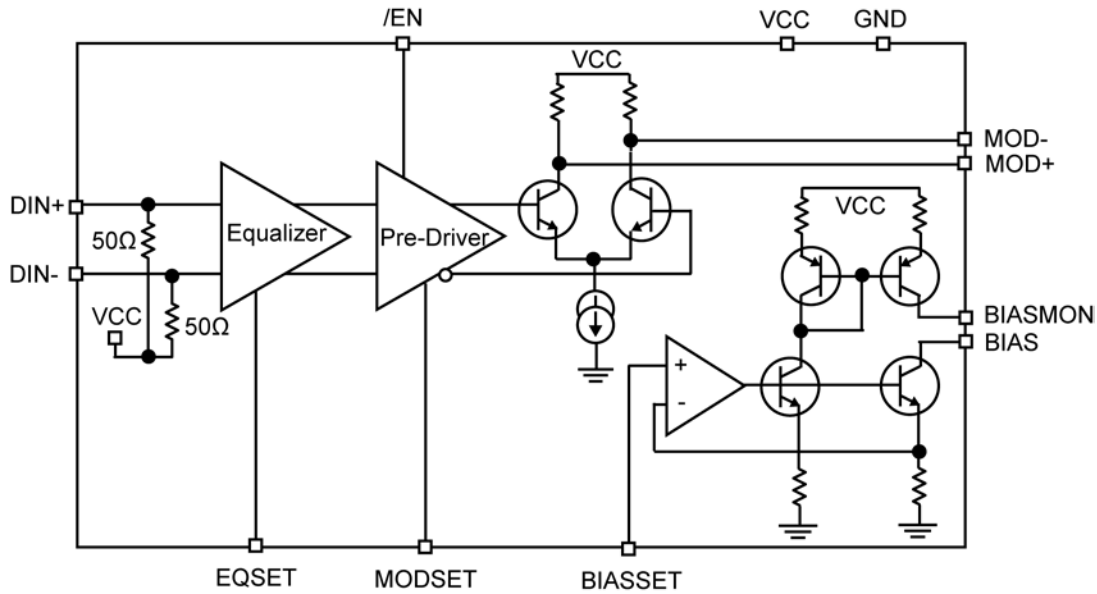 /EN
VCC
GND
VCC
MOD-
MOD+
DIN+
50Ω
Equalizer
Pre-Driver
VCC
DIN-
VCC
50Ω
BIASMON
BIAS
+
-
EQSET
MODSET
BIASSET